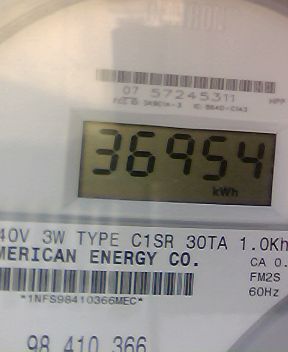 07 57245311
36954
kWh
40V 3W TYPE C1SR 30TA 1.0Kh
MERICAN ENERGY CO. CA 0.
FM2S
*1NFS98410366MEC* 60Hz
98 410 366